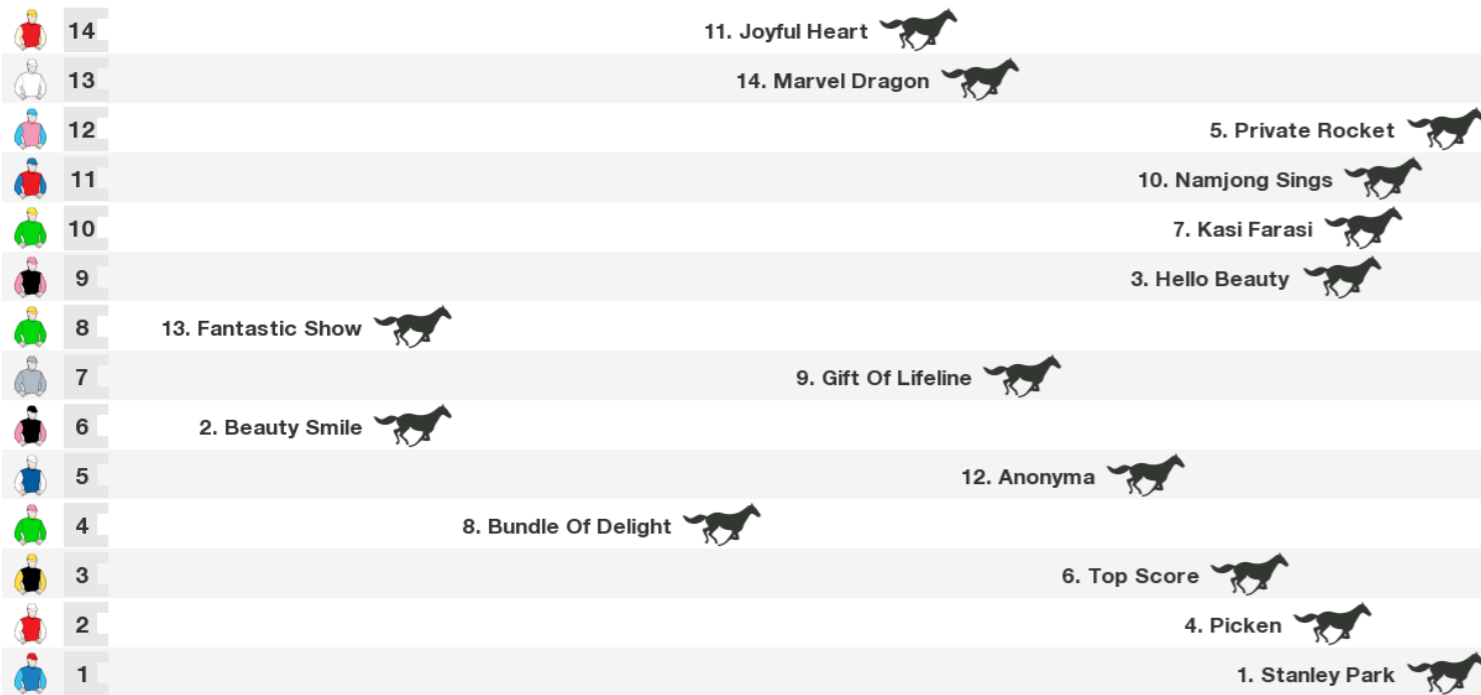 14 11. Joyful Heart
13 14. Marvel Dragon
12 5. Private Rocket
11 10. Namjong Sings
10 7. Kasi Farasi
9 3. Hello Beauty
8 13. Fantastic Show
7 9. Gift Of Lifeline
6 2. Beauty Smile
5 12. Anonyma
4 8. Bundle Of Delight
3 6. Top Score
2 4. Picken
1 1. Stanley Park